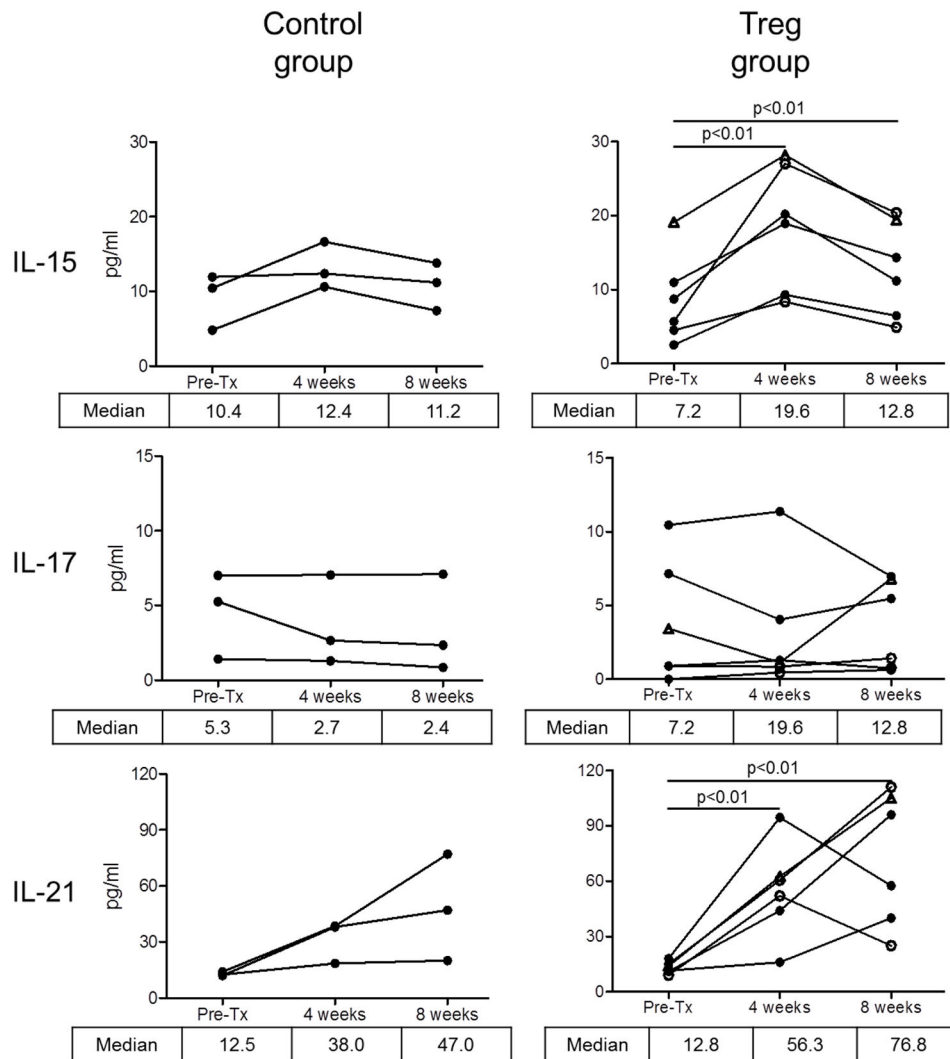 Control group
Treg group
IL-15
pg/ml
30
20
10
0
Pre-Tx 4 weeks 8 weeks
Median 10.4 12.4 11.2
p<0.01
p<0.01
30
20
10
0
Pre-Tx 4 weeks 8 weeks
Median 7.2 19.6 12.8
IL-17
pg/ml
15
10
5
0
Pre-Tx 4 weeks 8 weeks
Median 5.3 2.7 2.4
15
10
5
0
Pre-Tx 4 weeks 8 weeks
Median 7.2 19.6 12.8
IL-21
pg/ml
120
90
60
30
0
Pre-Tx 4 weeks 8 weeks
Median 12.5 38.0 47.0
p<0.01
p<0.01
120
90
60
30
0
Pre-Tx 4 weeks 8 weeks
Median 12.8 56.3 76.8